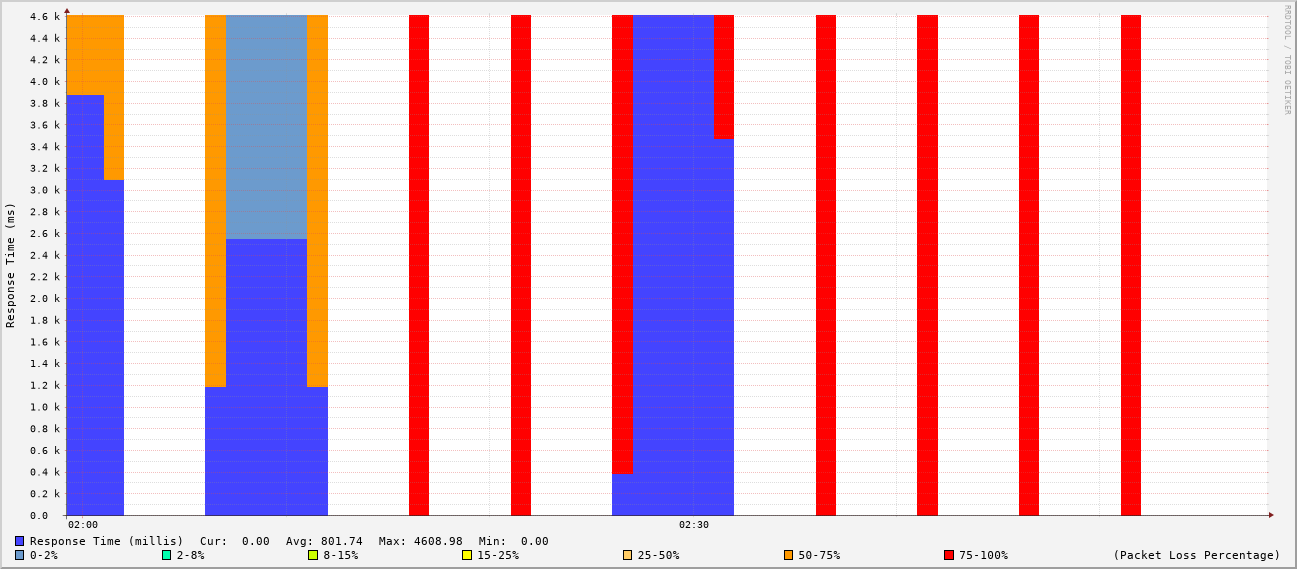 4.6 k
4.4 k
4.2 k
4.0 k
3.8 k
3.6 k
3.4 k
3.2 k
3.0 k
2.8 k
2.6 k
2.4 k
2.2 k
2.0 k
1.8 k
1.6 k
1.4 k
1.2 k
1.0 k
0.8 k
0.6 k
0.4 k
0.2 k
0.0
Response Time (ms)
RRDTOOL / TOBI OETIKER
02:00 02:30
Response Time (millis) Cur: 0.00 Avg: 801.74 Max: 4608.98 Min: 0.00
0-2% 2-8% 8-15% 15-25% 25-50% 50-75% 75-100% (Packet Loss Percentage)